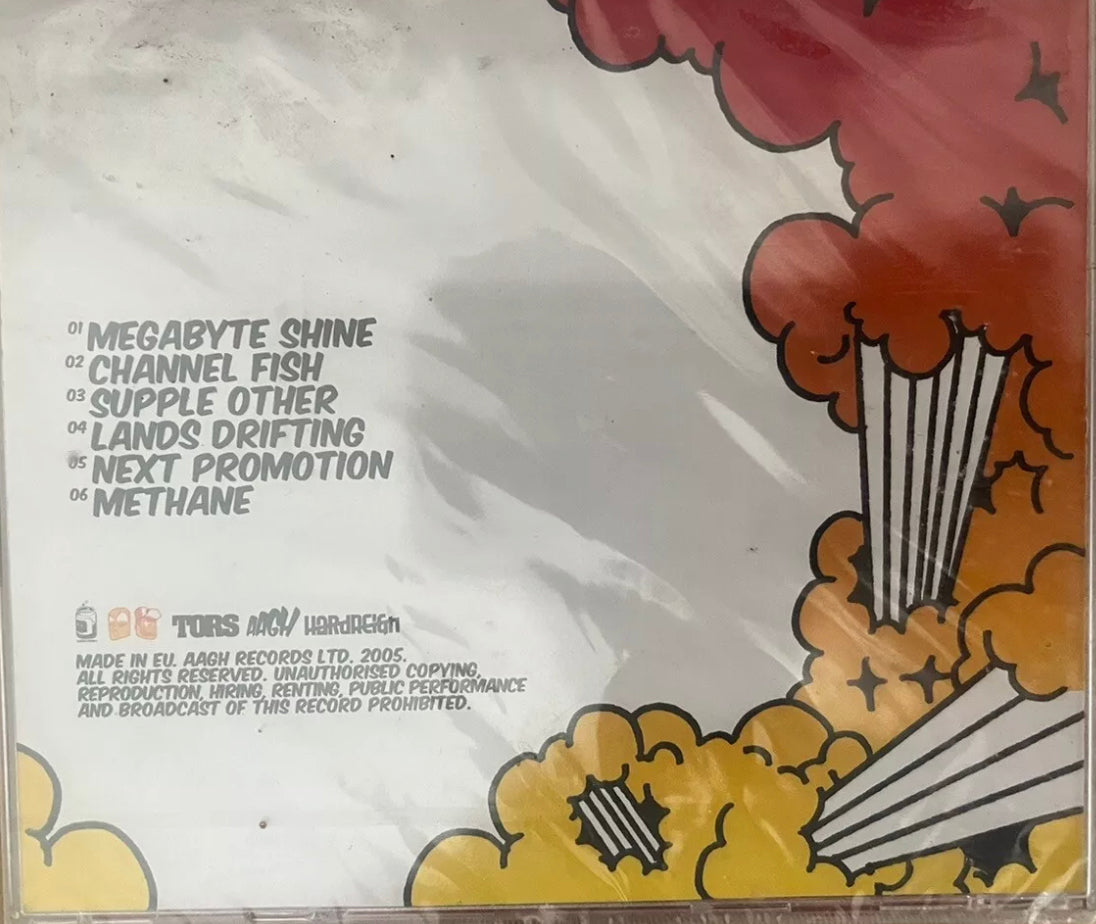 01 MEGABYTE SHINE
02 CHANNEL FISH
03 SUPPLE OTHER
04 LANDS DRIFTING
05 NEXT PROMOTION
06 METHANE
TORS AAGH HARDREIGN
MADE IN EU. AAGH RECORDS LTD. 2005.
ALL RIGHTS RESERVED. UNAUTHORISED COPYING,
REPRODUCTION, HIRING, RENTING, PUBLIC PERFORMANCE
AND BROADCAST OF THIS RECORD PROHIBITED.